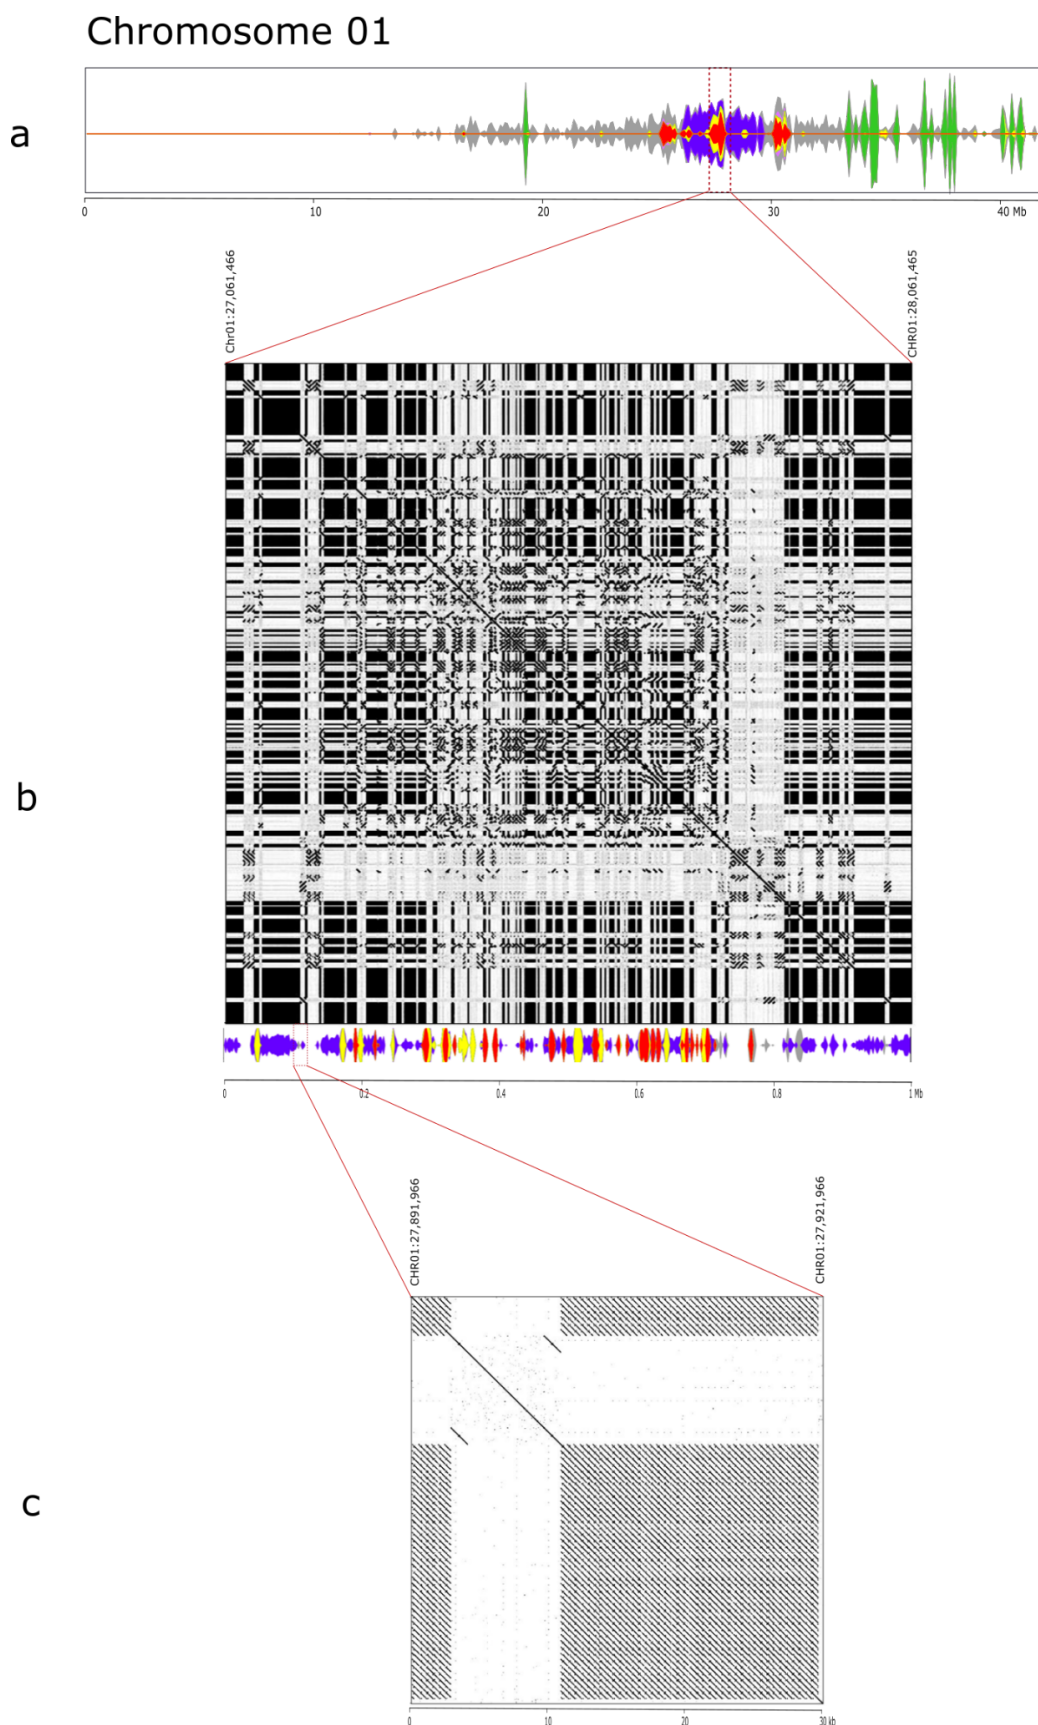 Chromosome 01
a
0 10 20 30 40 Mb
Chr01:27,061,466
CHR01:28,061,465
b
0 0.2 0.4 0.6 0.8 1 Mb
CHR01:27,891,966
CHR01:27,921,966
c
0 10 20 30 kb